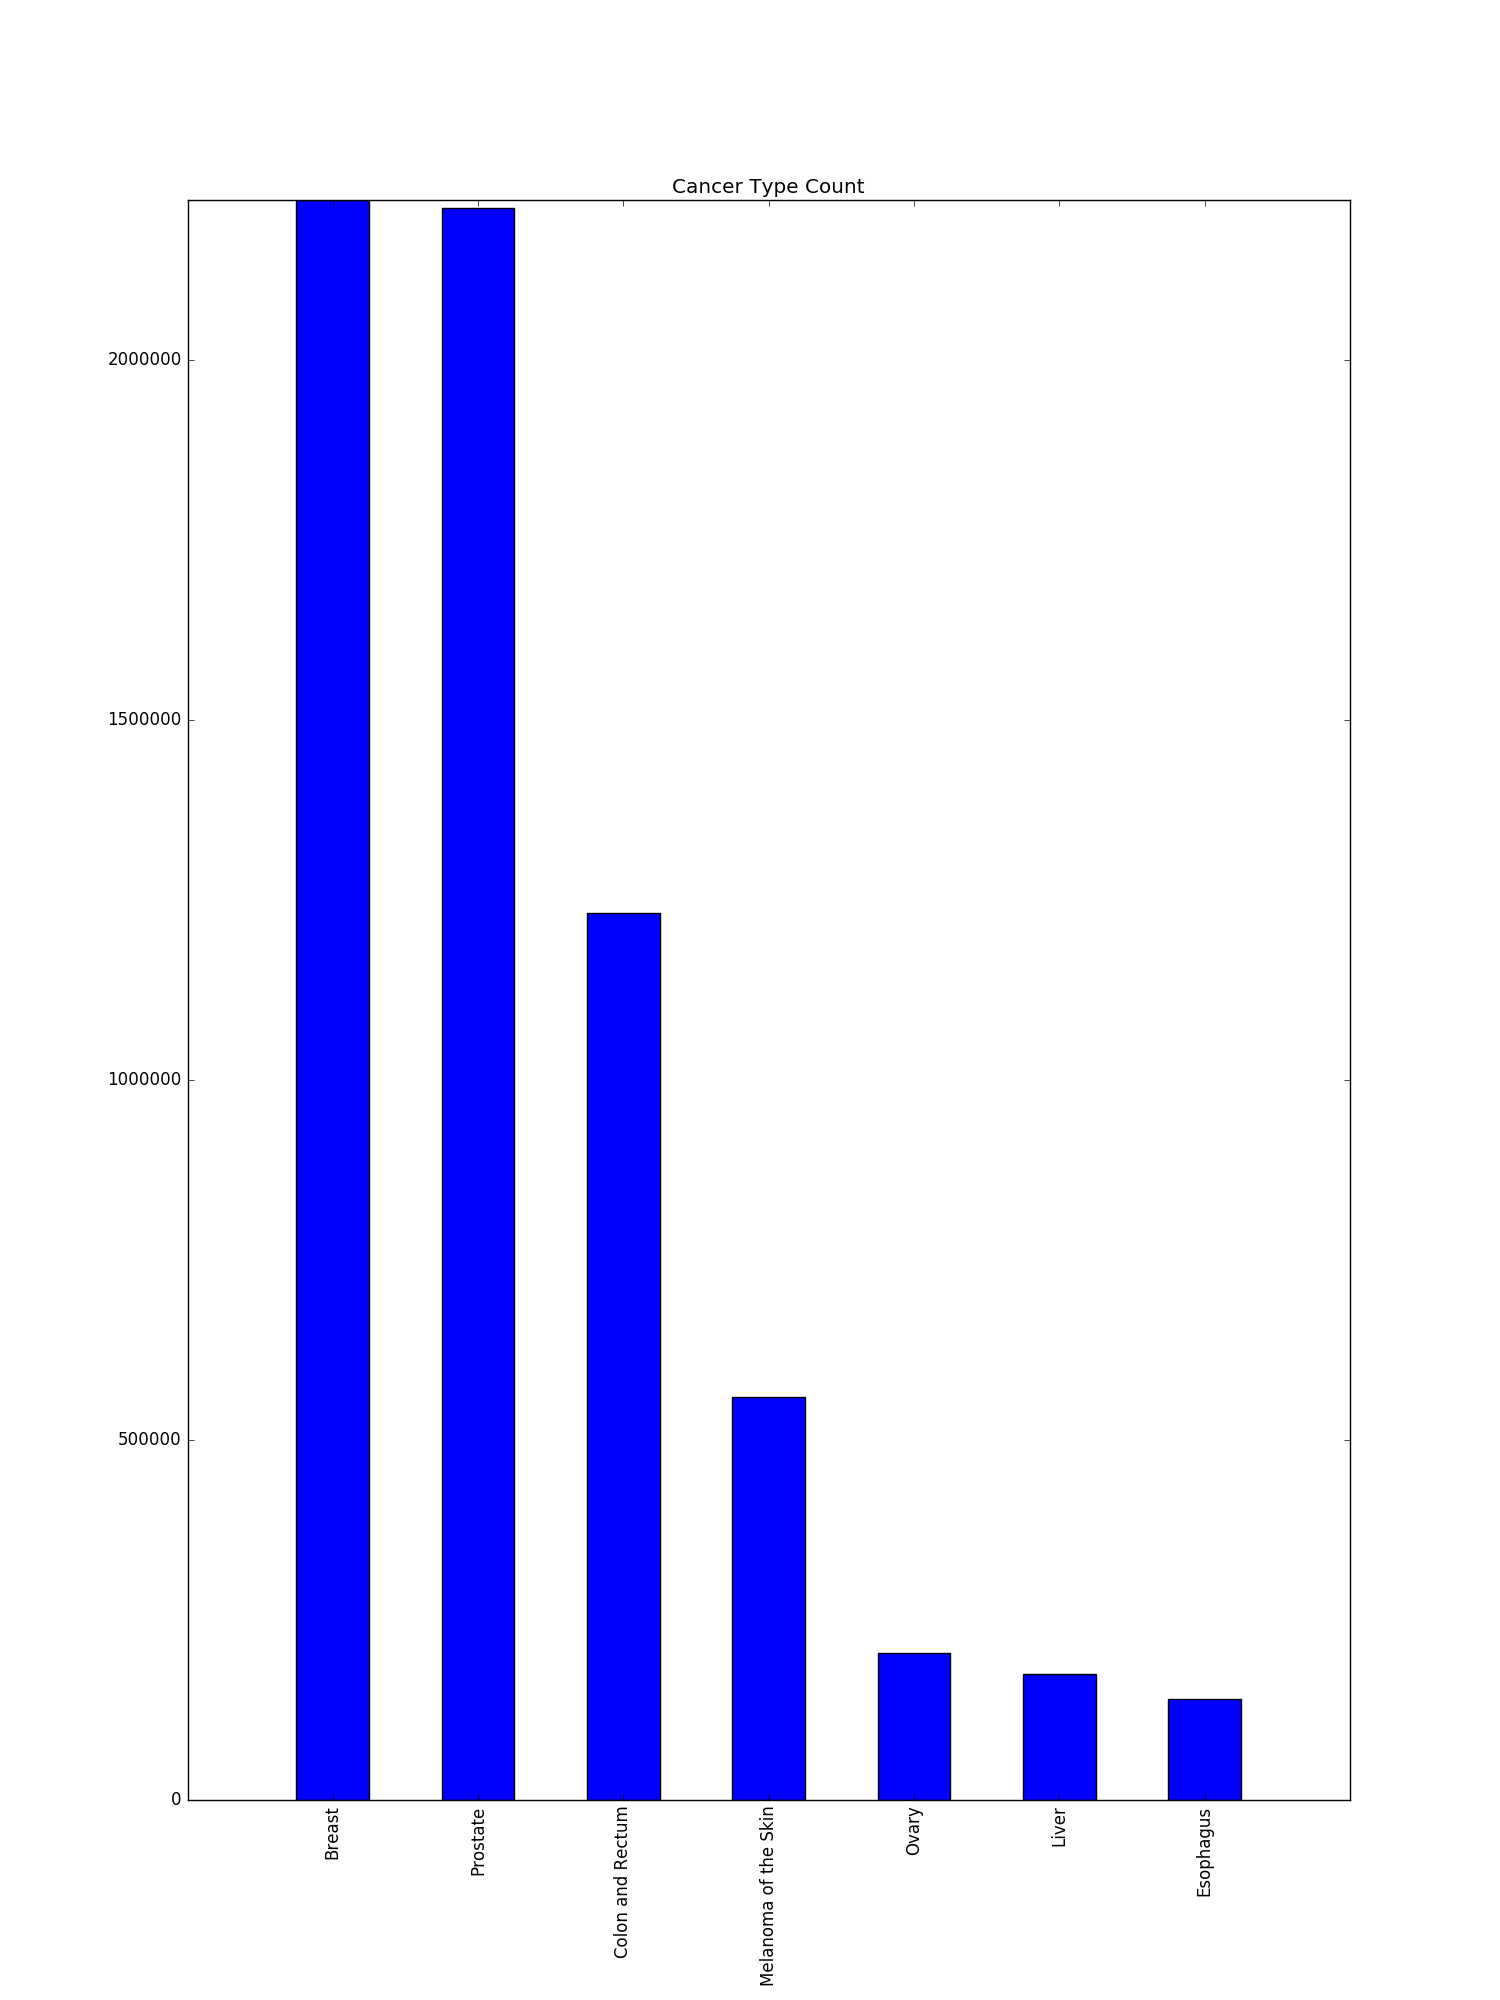 Cancer Type Count
2000000
1500000
1000000
500000
0
Breast
Prostate
Colon and Rectum
Melanoma of the Skin
Ovary
Liver
Esophagus